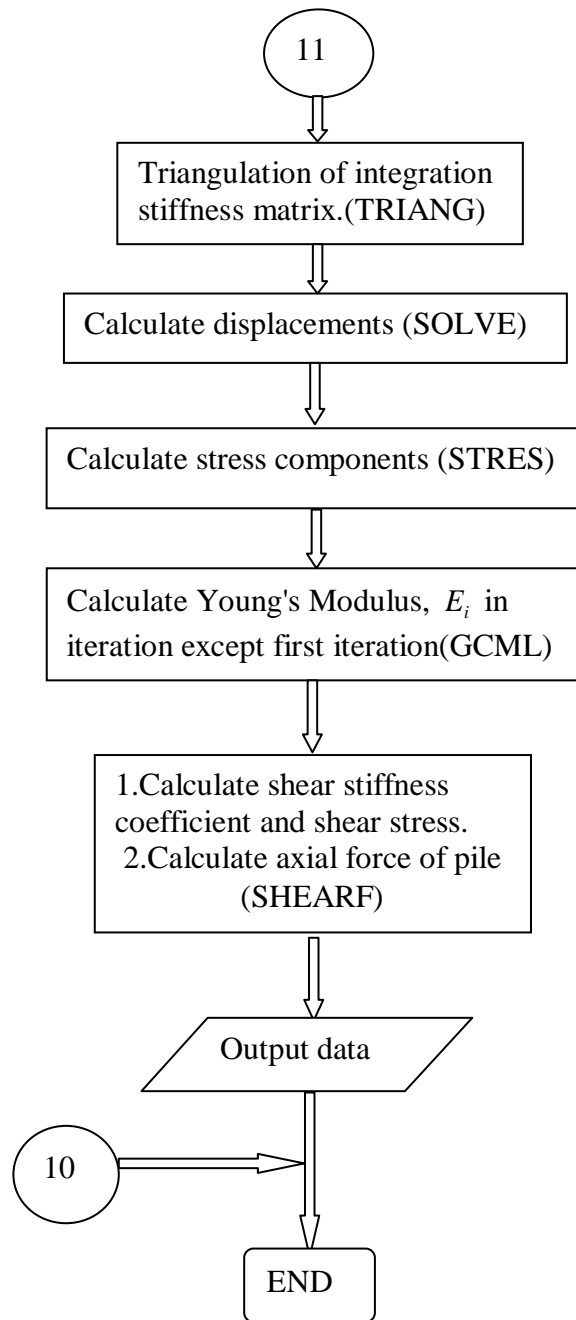 11
Triangulation of integration
stiffness matrix.(TRIANG)
Calculate displacements (SOLVE)
Calculate stress components (STRES)
Calculate Young's Modulus, E_i in
iteration except first iteration(GCML)
1.Calculate shear stiffness
coefficient and shear stress.
2.Calculate axial force of pile
(SHEARF)
Output data
10
END